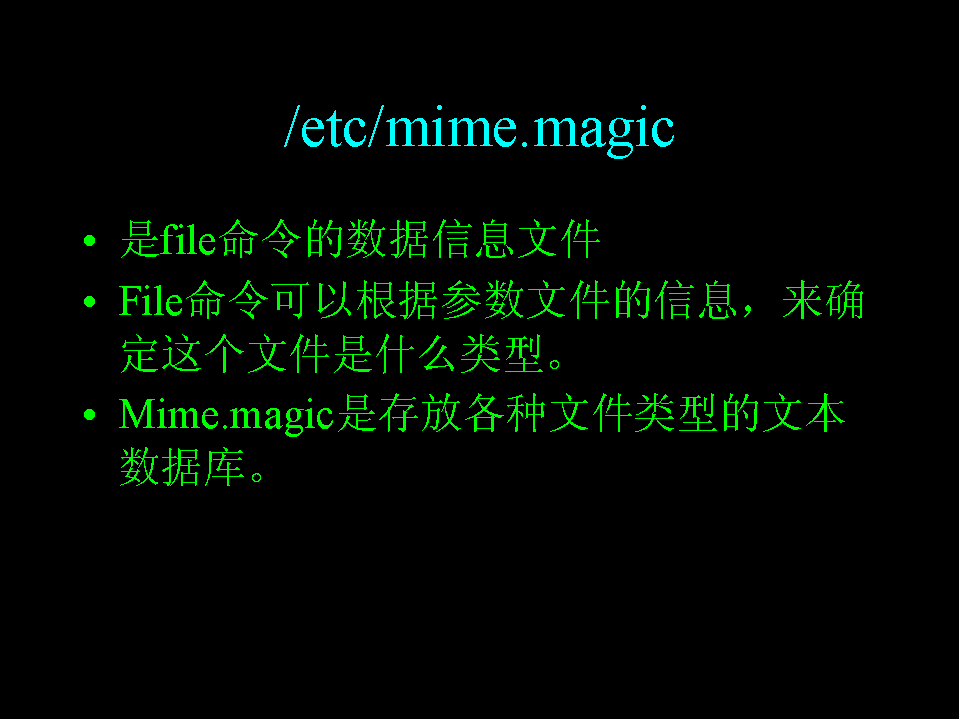 /etc/mime.magic
• 是file命令的数据信息文件
• File命令可以根据参数文件的信息，来确
定这个文件是什么类型。
• Mime.magic是存放各种文件类型的文本
数据库。